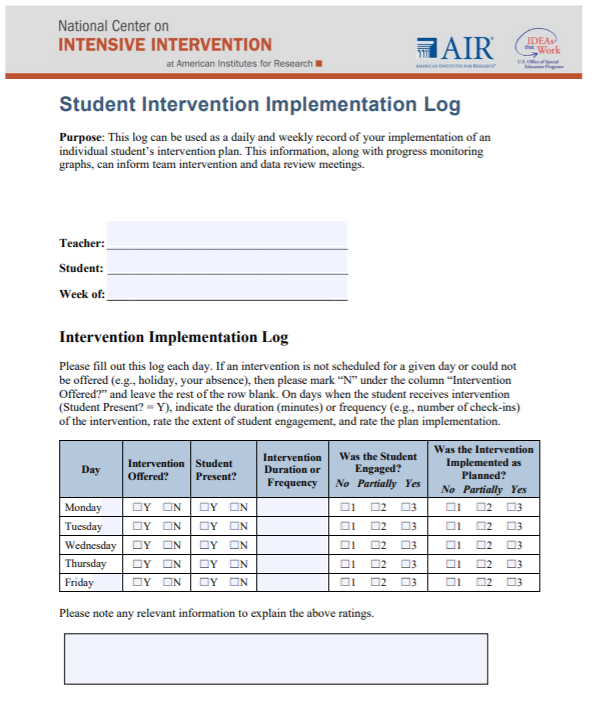 National Center on
INTENSIVE INTERVENTION
at American Institutes for Research ■
AIR®
AMERICAN INSTITUTES FOR RESEARCH®
IDEAs
that Work
U.S. Office of Special
Education Programs
Student Intervention Implementation Log
Purpose: This log can be used as a daily and weekly record of your implementation of an
individual student's intervention plan. This information, along with progress monitoring
graphs, can inform team intervention and data review meetings.
Teacher:
Student:
Week of:
Intervention Implementation Log
Please fill out this log each day. If an intervention is not scheduled for a given day or could not
be offered (e.g., holiday, your absence), then please mark “N” under the column “Intervention
Offered?” and leave the rest of the row blank. On days when the student receives intervention
(Student Present? = Y), indicate the duration (minutes) or frequency (e.g., number of check-ins)
of the intervention, rate the extent of student engagement, and rate the plan implementation.
Day
Intervention
Offered?
Student
Present?
Intervention
Duration or
Frequency
Was the Student
Engaged?
No Partially Yes
Was the Intervention
Implemented as
Planned?
No Partially Yes
Monday ☐Y ☐N ☐Y ☐N ☐1 ☐2 ☐3 ☐1 ☐2 ☐3
Tuesday ☐Y ☐N ☐Y ☐N ☐1 ☐2 ☐3 ☐1 ☐2 ☐3
Wednesday ☐Y ☐N ☐Y ☐N ☐1 ☐2 ☐3 ☐1 ☐2 ☐3
Thursday ☐Y ☐N ☐Y ☐N ☐1 ☐2 ☐3 ☐1 ☐2 ☐3
Friday ☐Y ☐N ☐Y ☐N ☐1 ☐2 ☐3 ☐1 ☐2 ☐3
Please note any relevant information to explain the above ratings.